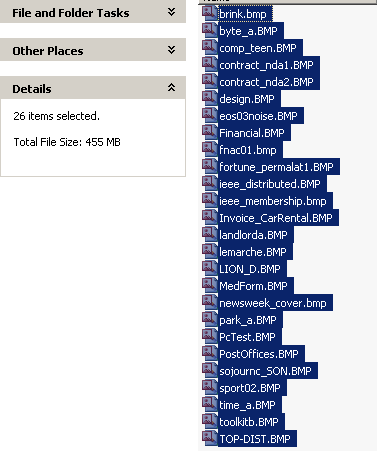 File and Folder Tasks
Other Places
Details
26 items selected.
Total File Size: 455 MB
brink.bmp
byte_a.BMP
comp_teen.BMP
contract_nda1.BMP
contract_nda2.BMP
design.BMP
eos03noise.BMP
Financial.BMP
fnac01.bmp
fortune_permalat1.BMP
ieee_distributed.BMP
ieee_membership.bmp
Invoice_CarRental.BMP
landlorda.BMP
lemarche.BMP
LION_D.BMP
MedForm.BMP
newsweek_cover.bmp
park_a.BMP
PcTest.BMP
PostOffices.BMP
sojournc_SON.BMP
sport02.BMP
time_a.BMP
toolkitb.BMP
TOP-DIST.BMP